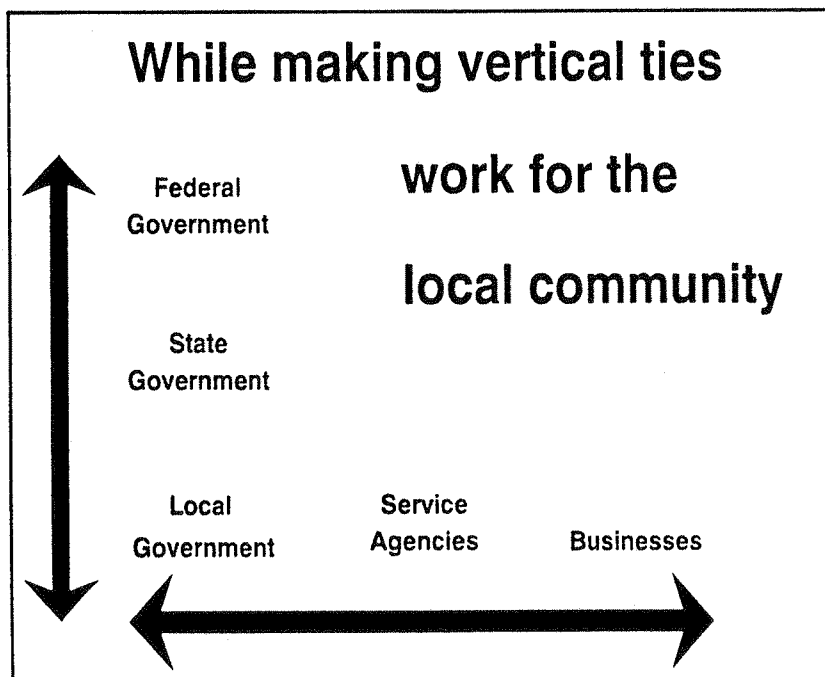 While making vertical ties
work for the
local community
Federal
Government
State
Government
Local
Government
Service
Agencies
Businesses